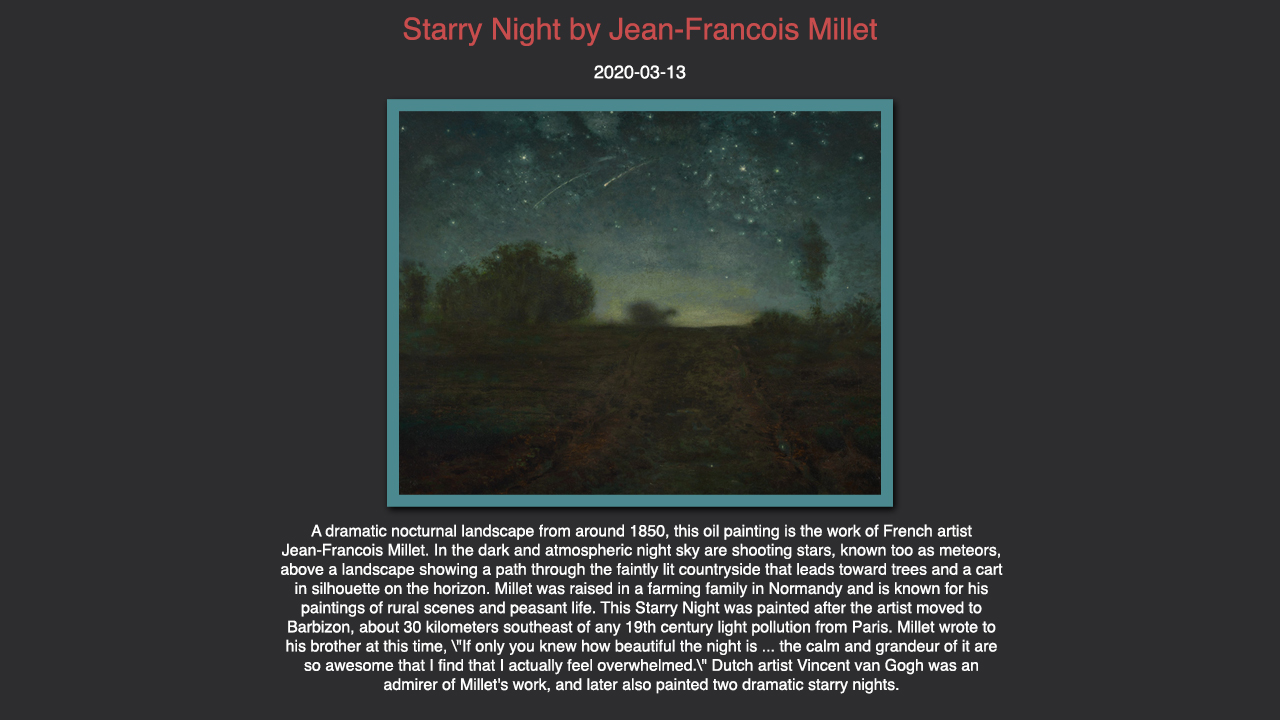 Starry Night by Jean-Francois Millet
2020-03-13
A dramatic nocturnal landscape from around 1850, this oil painting is the work of French artist
Jean-Francois Millet. In the dark and atmospheric night sky are shooting stars, known too as meteors,
above a landscape showing a path through the faintly lit countryside that leads toward trees and a cart
in silhouette on the horizon. Millet was raised in a farming family in Normandy and is known for his
paintings of rural scenes and peasant life. This Starry Night was painted after the artist moved to
Barbizon, about 30 kilometers southeast of any 19th century light pollution from Paris. Millet wrote to
his brother at this time, \"If only you knew how beautiful the night is ... the calm and grandeur of it are
so awesome that I find that I actually feel overwhelmed.\" Dutch artist Vincent van Gogh was an
admirer of Millet's work, and later also painted two dramatic starry nights.